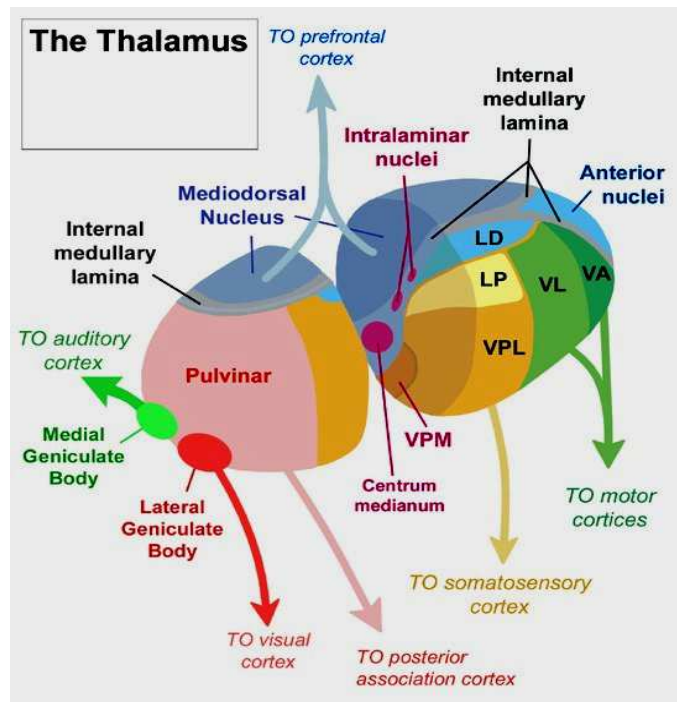 The Thalamus
TO prefrontal
cortex
Internal
medullary
lamina
Intralaminar
nuclei
Anterior
nuclei
Mediodorsal
Nucleus
Internal
medullary
lamina
LD
LP
VL
VA
TO auditory
cortex
Pulvinar
VPL
Medial
Geniculate
Body
VPM
Centrum
medianum
Lateral
Geniculate
Body
TO motor
cortices
TO somatosensory
cortex
TO visual
cortex
TO posterior
association cortex